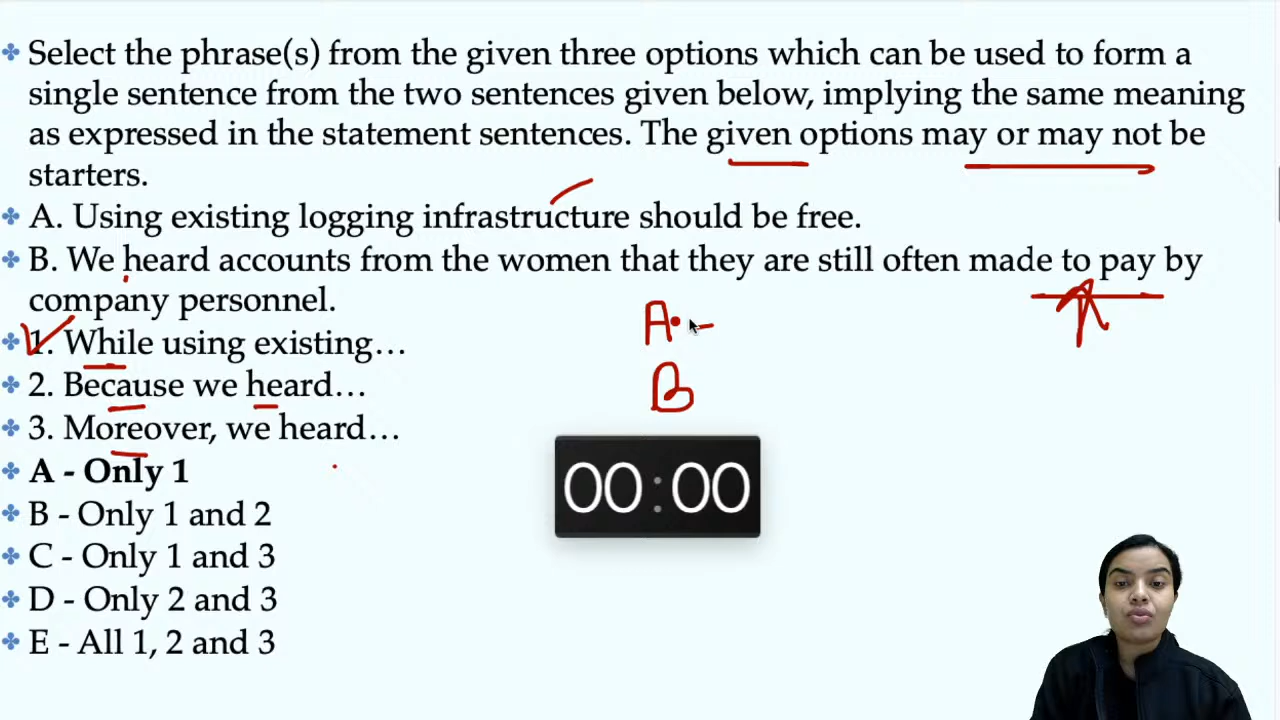 Select the phrase(s) from the given three options which can be used to form a
single sentence from the two sentences given below, implying the same meaning
as expressed in the statement sentences. The given options may or may not be
starters.
A. Using existing logging infrastructure should be free.
B. We heard accounts from the women that they are still often made to pay by
company personnel.
1. While using existing…
2. Because we heard…
3. Moreover, we heard…
A - Only 1
B - Only 1 and 2
C - Only 1 and 3
D - Only 2 and 3
E - All 1, 2 and 3
A
B
00:00